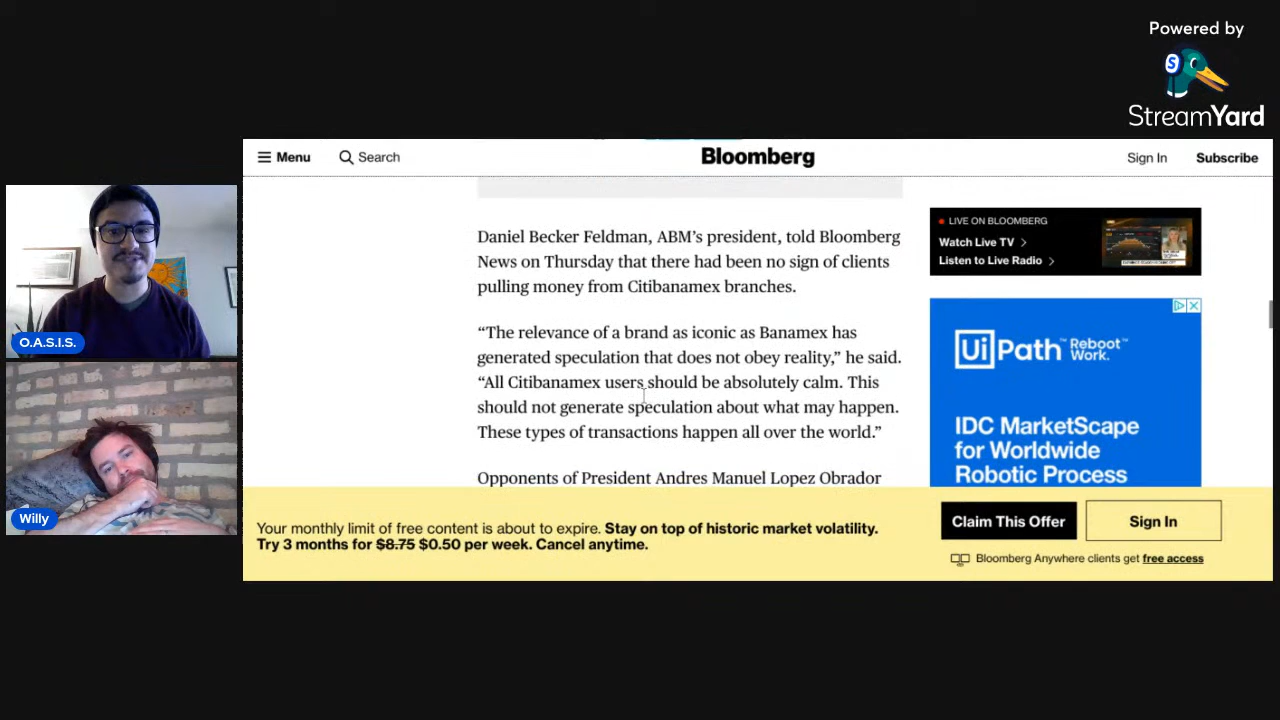 Powered by
StreamYard
Menu
Search
Bloomberg
Sign In
Subscribe
Daniel Becker Feldman, ABM’s president, told Bloomberg
News on Thursday that there had been no sign of clients
pulling money from Citibanamex branches.
“The relevance of a brand as iconic as Banamex has
generated speculation that does not obey reality,” he said.
“All Citibanamex users should be absolutely calm. This
should not generate speculation about what may happen.
These types of transactions happen all over the world.”
Opponents of President Andres Manuel Lopez Obrador
LIVE ON BLOOMBERG
Watch Live TV
Listen to Live Radio
UiPath™ Reboot Work.™
IDC MarketScape
for Worldwide
Robotic Process
Your monthly limit of free content is about to expire. Stay on top of historic market volatility.
Try 3 months for $8.75 $0.50 per week. Cancel anytime.
Claim This Offer
Sign In
Bloomberg Anywhere clients get free access
O.A.S.I.S.
Willy